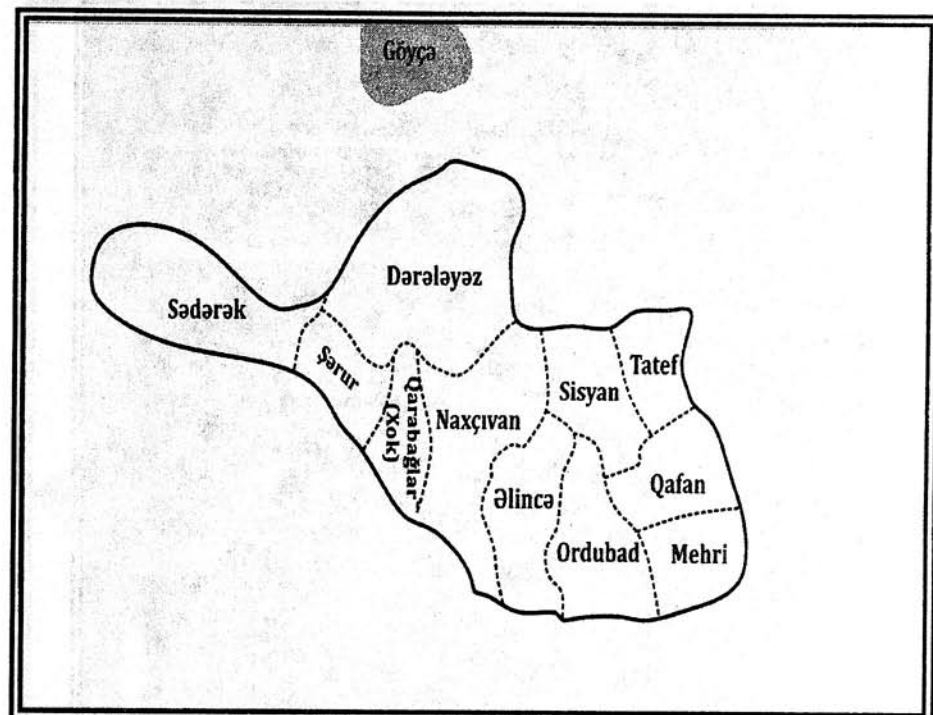 Göyçə
Dərələyəz
Sədərək
Şərur
Qarabağlar
(Xok)
Naxçıvan
Sisyan
Tatef
Əlincə
Qafan
Ordubad
Mehri